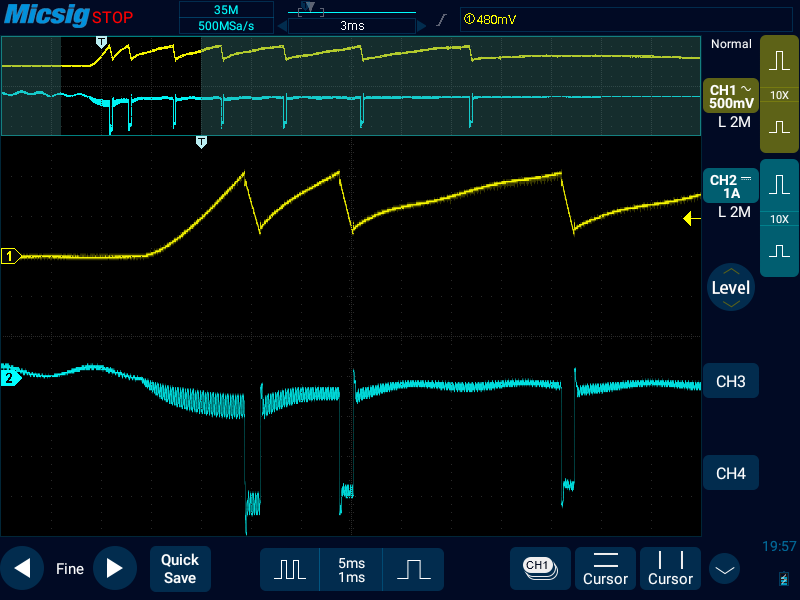 Micsig STOP
35M
500MSa/s
3ms
①480mV
T
Normal
CH1
500mV
10X
L 2M
T
CH2
1A
L 2M
10X
1
Level
2
CH3
CH4
19:57
Fine
Quick
Save
5ms
1ms
CH1
Cursor
Cursor